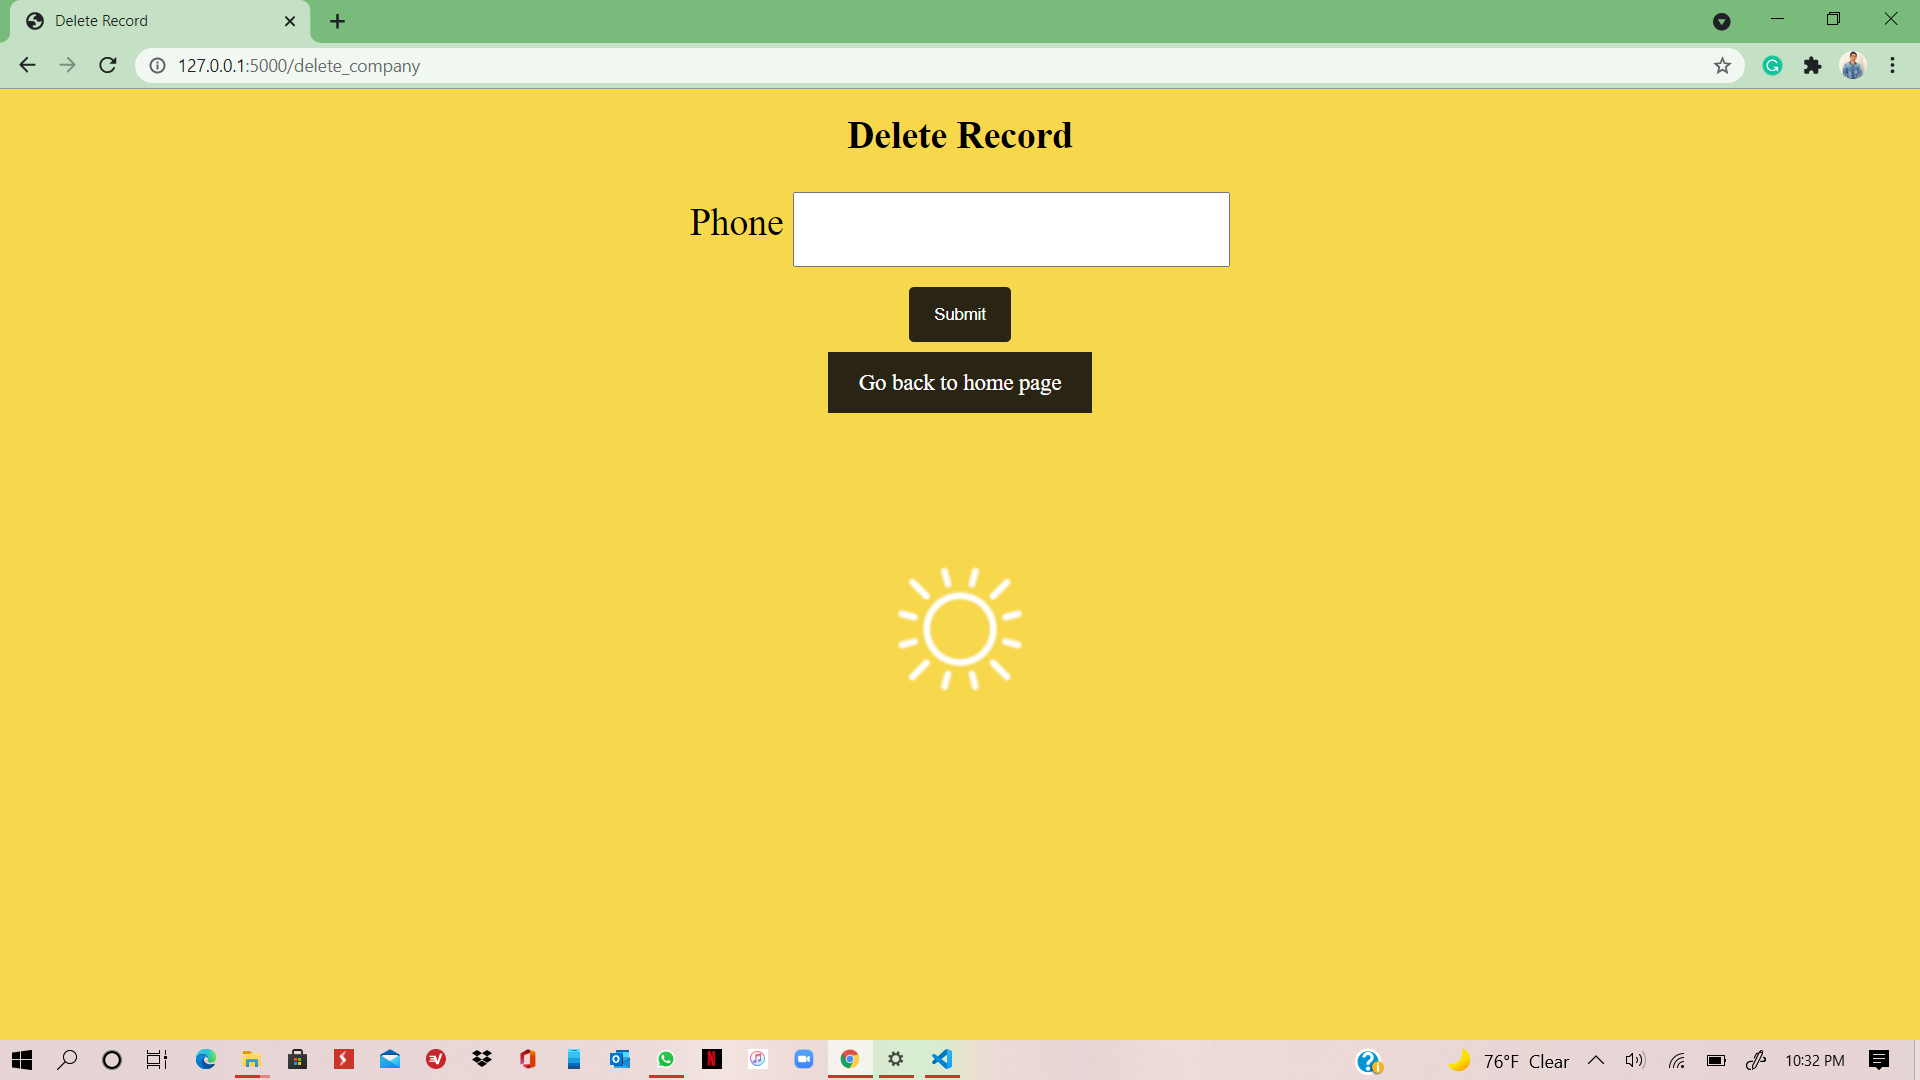 Delete Record
127.0.0.1:5000/delete_company
Delete Record
Phone
Submit
Go back to home page
76°F Clear
10:32 PM